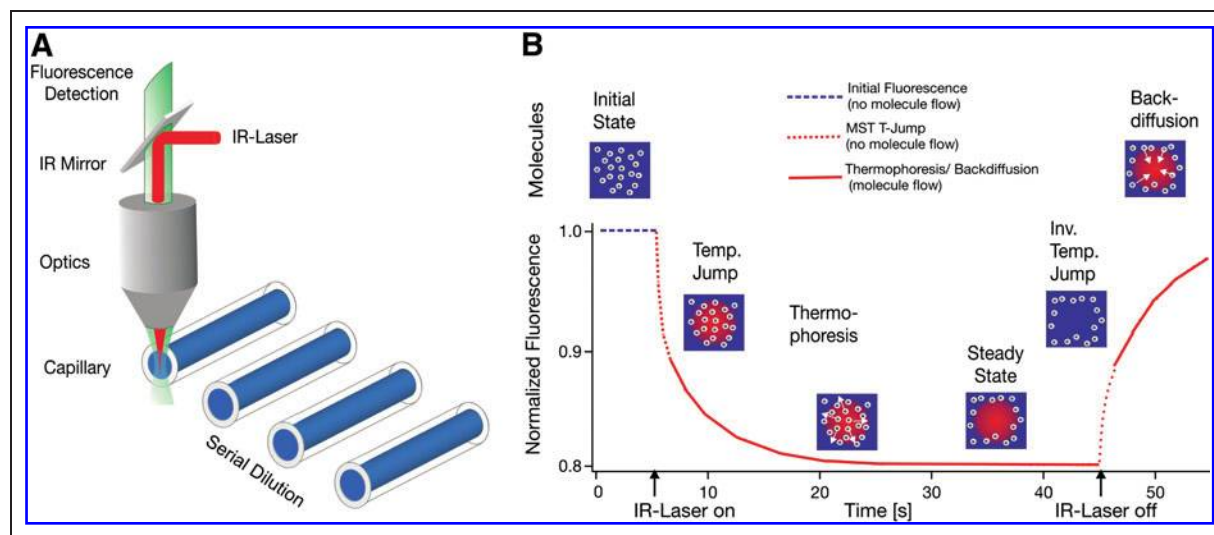 A
Fluorescence
Detection
IR-Laser
IR Mirror
Optics
Capillary
Serial Dilution
B
Molecules
Initial
State
Initial Fluorescence
(no molecule flow)
MST T-Jump
(no molecule flow)
Thermophoresis/ Backdiffusion
(molecule flow)
Back-
diffusion
Normalized Fluorescence
1.0
0.9
0.8
Temp.
Jump
Thermo-
phoresis
Steady
State
Inv.
Temp.
Jump
0 10 20 30 40 50
IR-Laser on Time [s] IR-Laser off